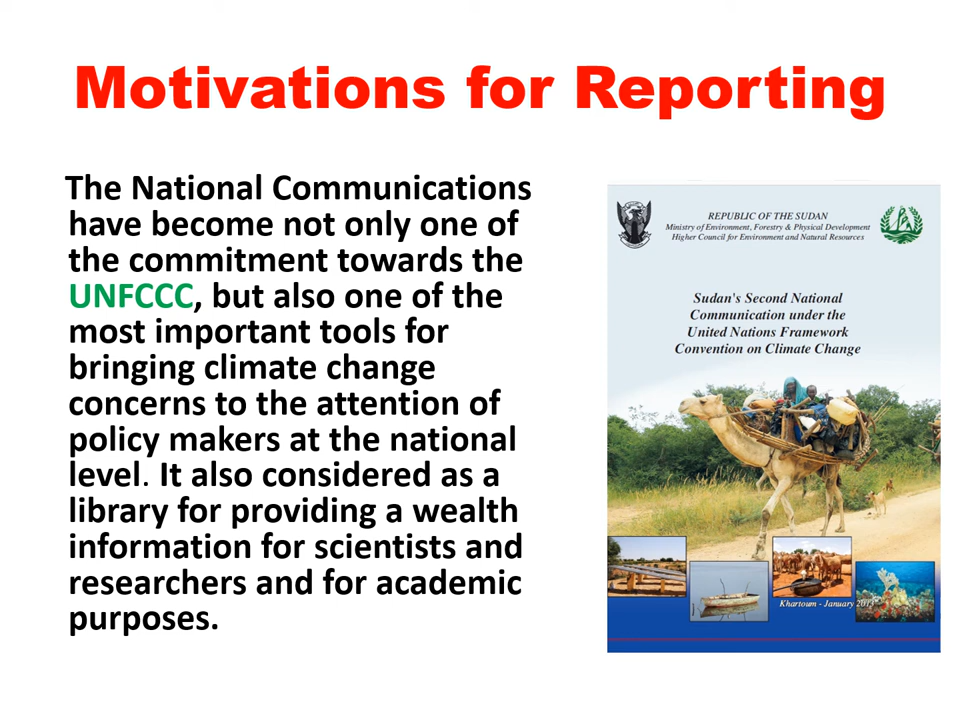 Motivations for Reporting
The National Communications
have become not only one of
the commitment towards the
UNFCCC, but also one of the
most important tools for
bringing climate change
concerns to the attention of
policy makers at the national
level. It also considered as a
library for providing a wealth
information for scientists and
researchers and for academic
purposes.
REPUBLIC OF THE SUDAN
Ministry of Environment, Forestry & Physical Development
Higher Council for Environment and Natural Resources
Sudan's Second National
Communication under the
United Nations Framework
Convention on Climate Change
Khartoum - January 2013